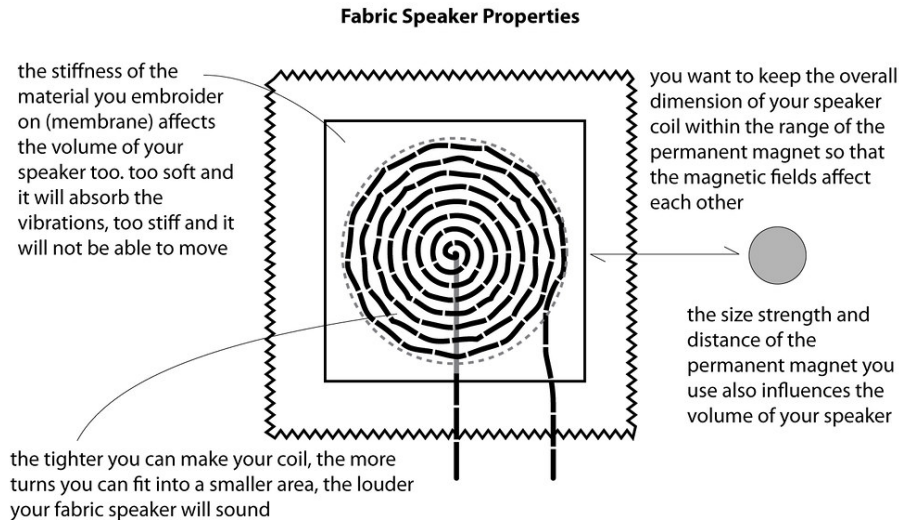 Fabric Speaker Properties
the stiffness of the
material you embroider
on (membrane) affects
the volume of your
speaker too. too soft and
it will absorb the
vibrations, too stiff and it
will not be able to move
you want to keep the overall
dimension of your speaker
coil within the range of the
permanent magnet so that
the magnetic fields affect
each other
the size strength and
distance of the
permanent magnet you
use also influences the
volume of your speaker
the tighter you can make your coil, the more
turns you can fit into a smaller area, the louder
your fabric speaker will sound